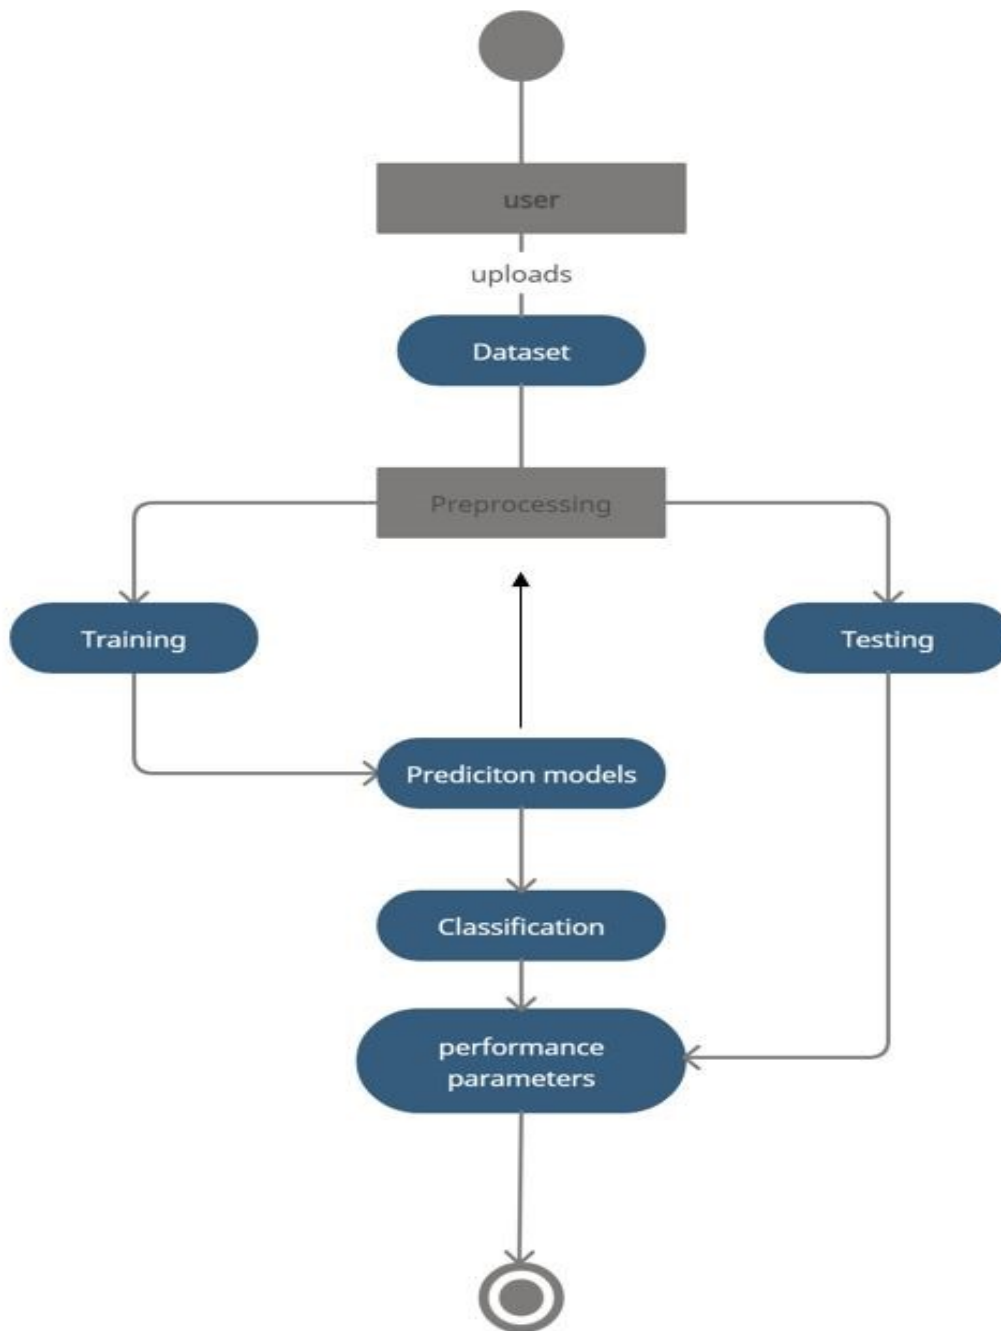 user
uploads
Dataset
Preprocessing
Training
Testing
Prediciton models
Classification
performance
parameters